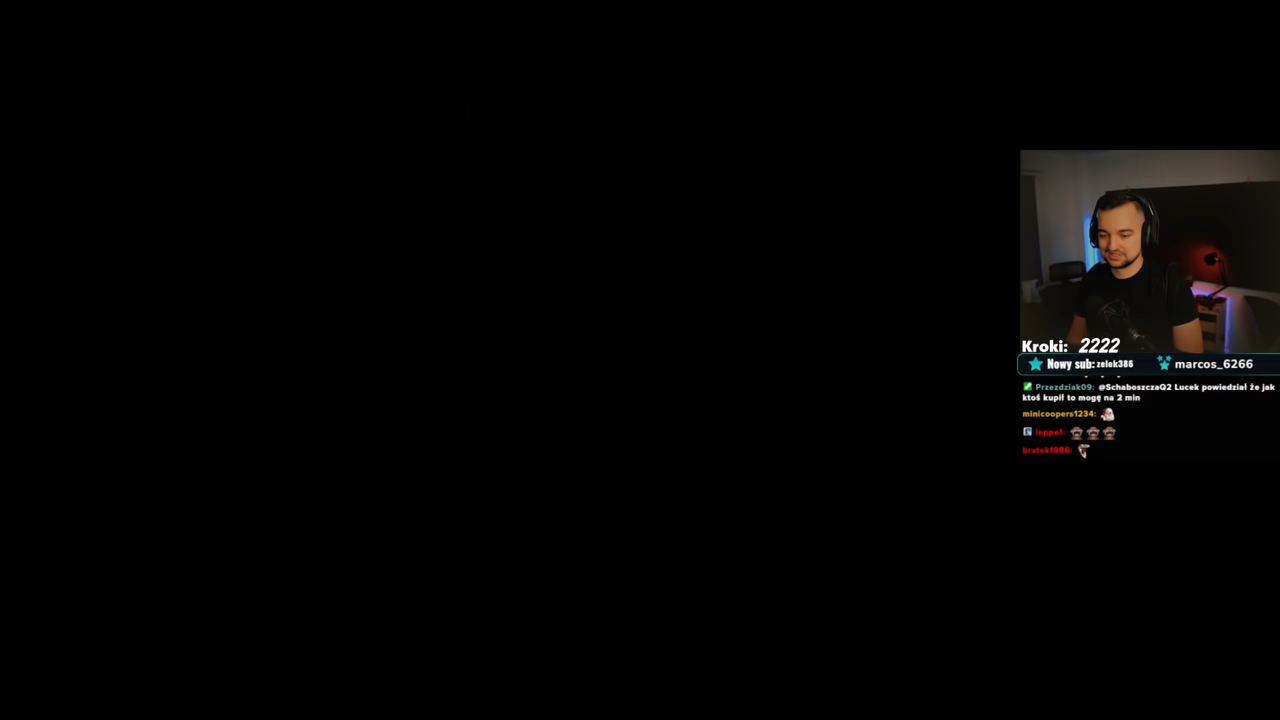 Kroki: 2222
Nowy sub: zelek386 marcos_6266
Przezdziak09: @SchaboszczaQ2 Lucek powiedział że jak
ktoś kupił to mogę na 2 min
minicoopers1234:
leppe1:
bratek1986: